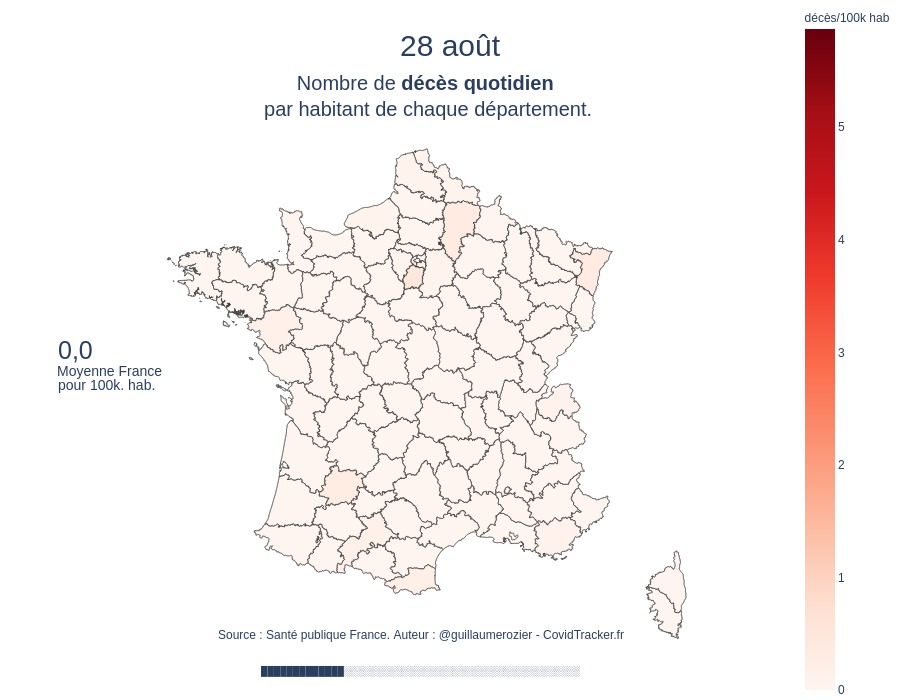 décès/100k hab
28 août
Nombre de décès quotidien
par habitant de chaque département.
5
4
3
2
1
0
0,0
Moyenne France
pour 100k. hab.
Source : Santé publique France. Auteur : @guillaumerozier - CovidTracker.fr